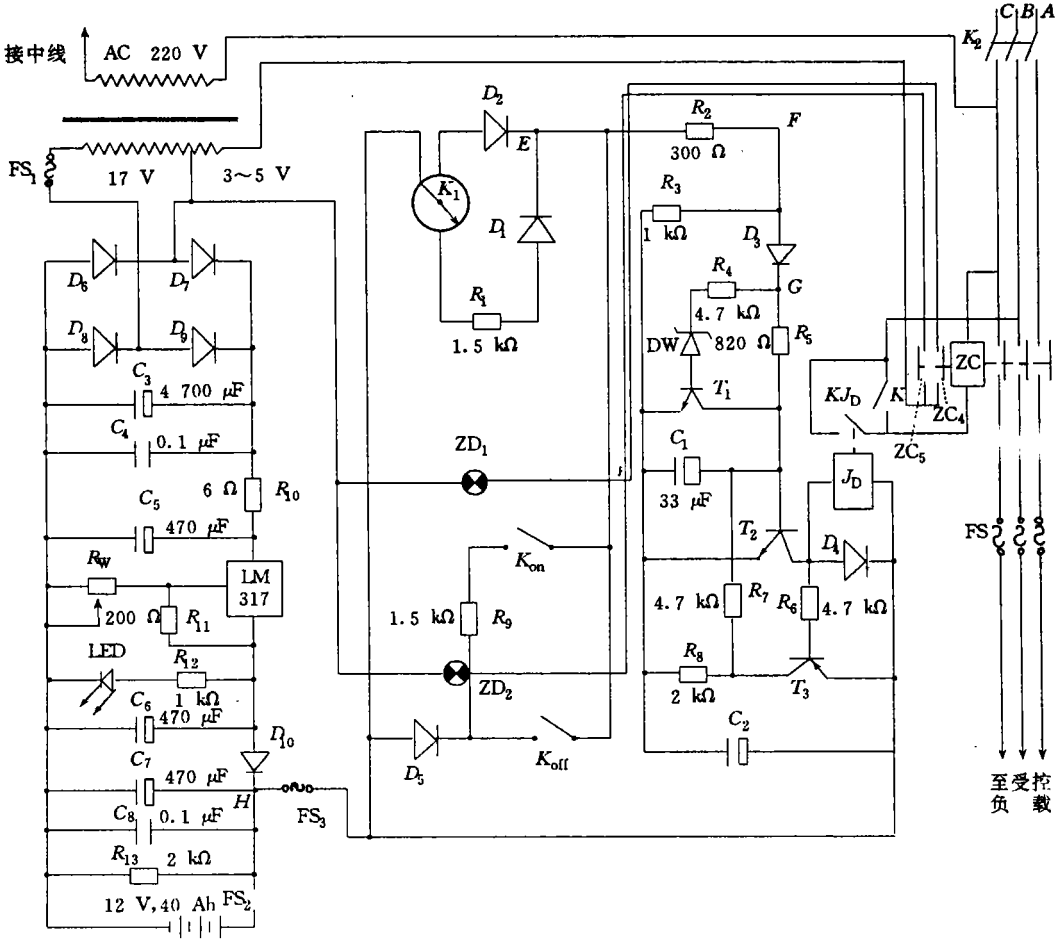 C B A
K₂
接中线
AC 220 V
FS₁
17 V
3～5 V
D₂
E
K₁
D₁
R₁
1.5 kΩ
R₂
300 Ω
F
R₃
1 kΩ
D₃
R₄
4.7 kΩ
G
DW
820 Ω
R₅
T₁
D₆
D₇
D₈
D₉
C₃
4 700 μF
C₄
0.1 μF
6 Ω
R₁₀
C₅
470 μF
R_W
200 Ω
R₁₁
LM
317
LED
R₁₂
1 kΩ
C₆
470 μF
D₁₀
C₇
470 μF
H
FS₃
C₈
0.1 μF
R₁₃
2 kΩ
12 V,40 Ah
FS₂
ZD₁
K_on
1.5 kΩ
R₉
ZD₂
D₅
K_off
C₁
33 μF
T₂
D₄
4.7 kΩ
R₇
R₆
4.7 kΩ
R₈
2 kΩ
T₃
C₂
KJ_D
K
J_D
ZC
ZC₄
ZC₅
FS
至受控
负载